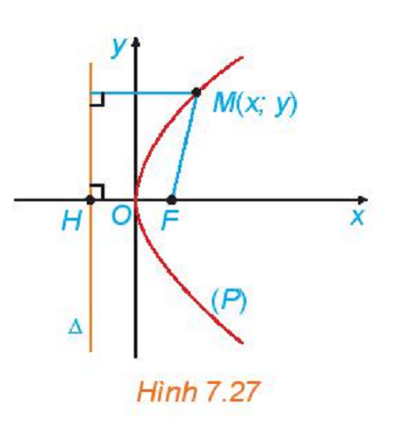 y
M(x; y)
H O F x
(P)
Δ
Hình 7.27